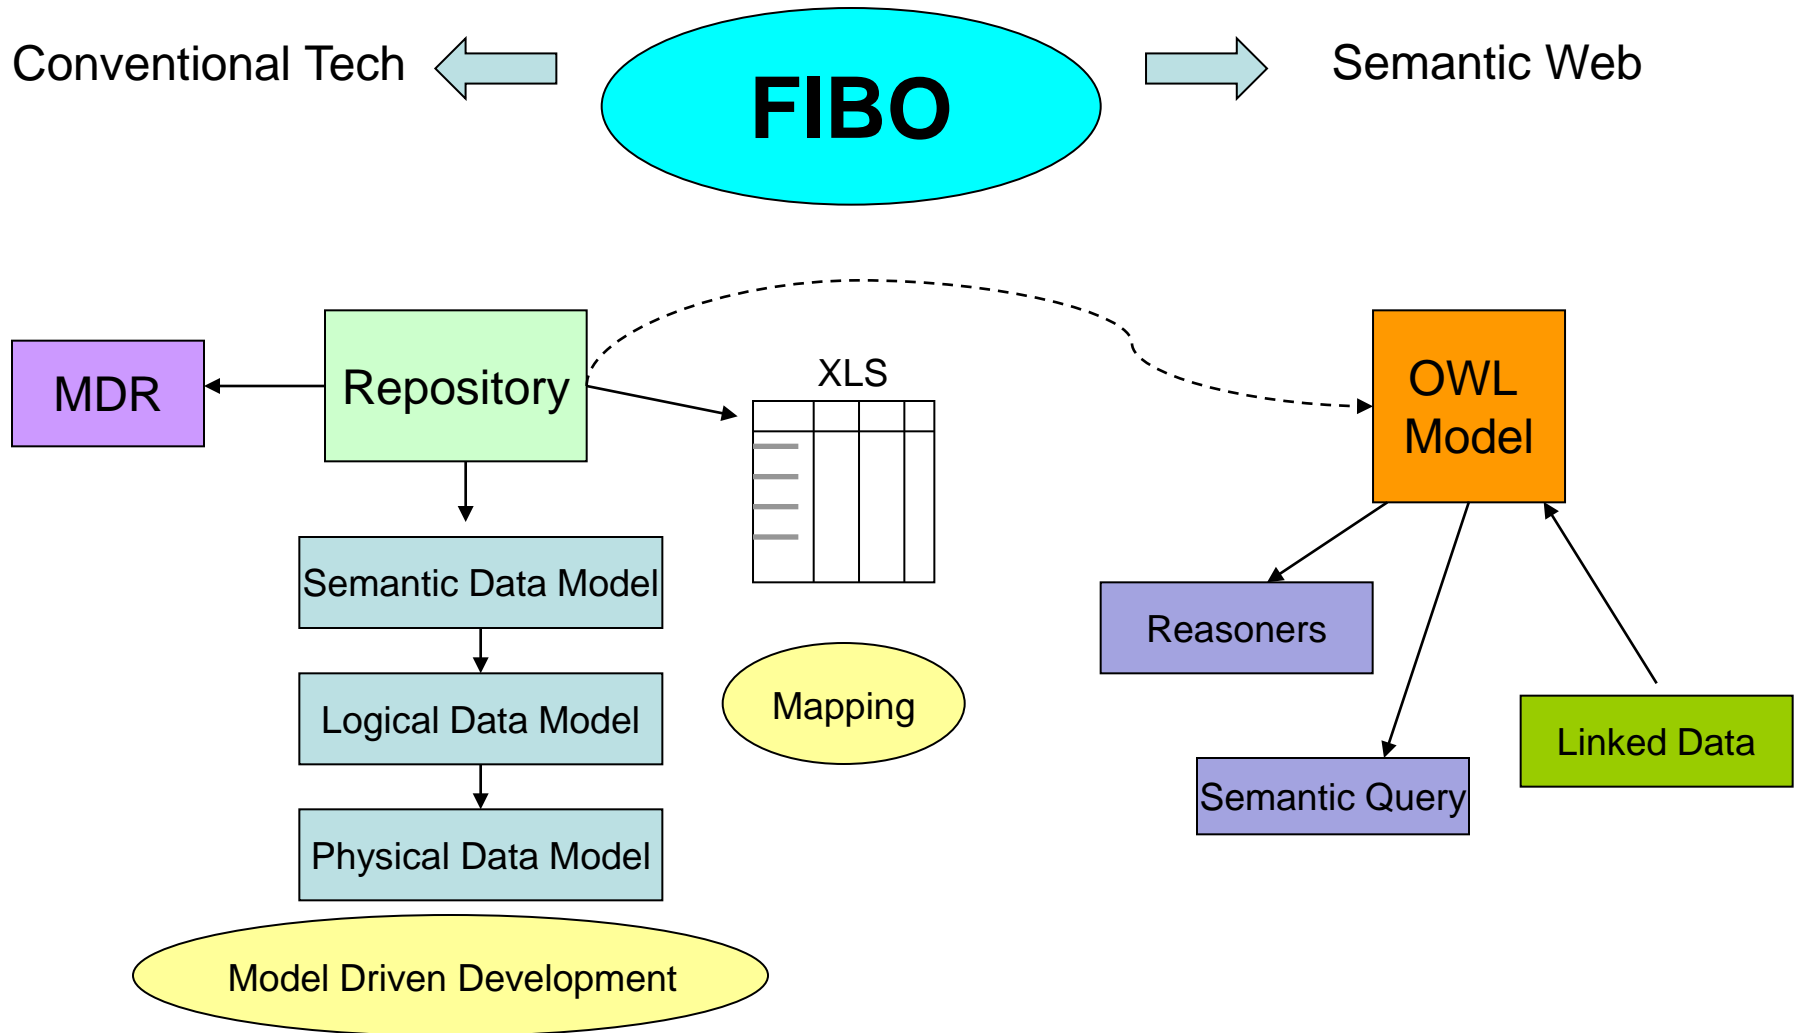 Conventional Tech
FIBO
Semantic Web
MDR
Repository
XLS
OWL
Model
Semantic Data Model
Reasoners
Logical Data Model
Mapping
Linked Data
Semantic Query
Physical Data Model
Model Driven Development